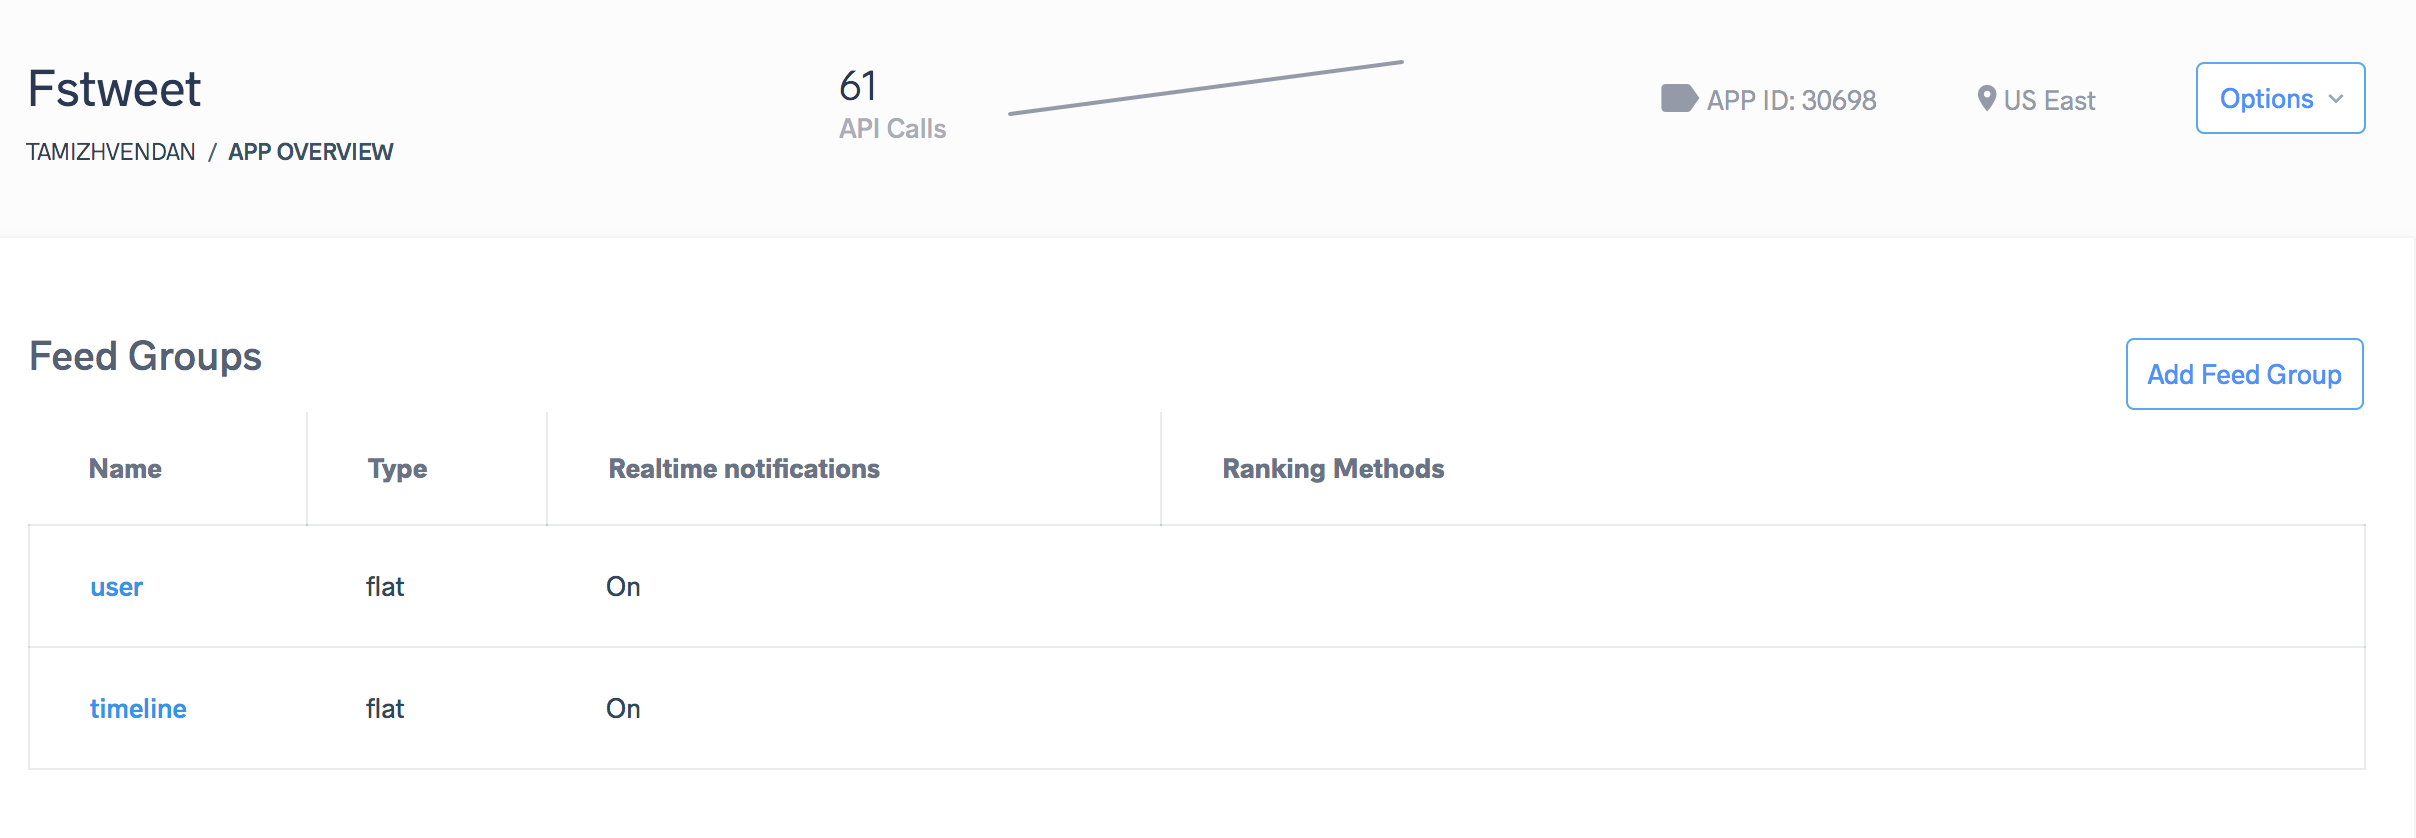 Fstweet
TAMIZHVENDAN / APP OVERVIEW
61
API Calls
APP ID: 30698
US East
Options
Feed Groups
Add Feed Group
Name Type Realtime notifications Ranking Methods
user flat On
timeline flat On